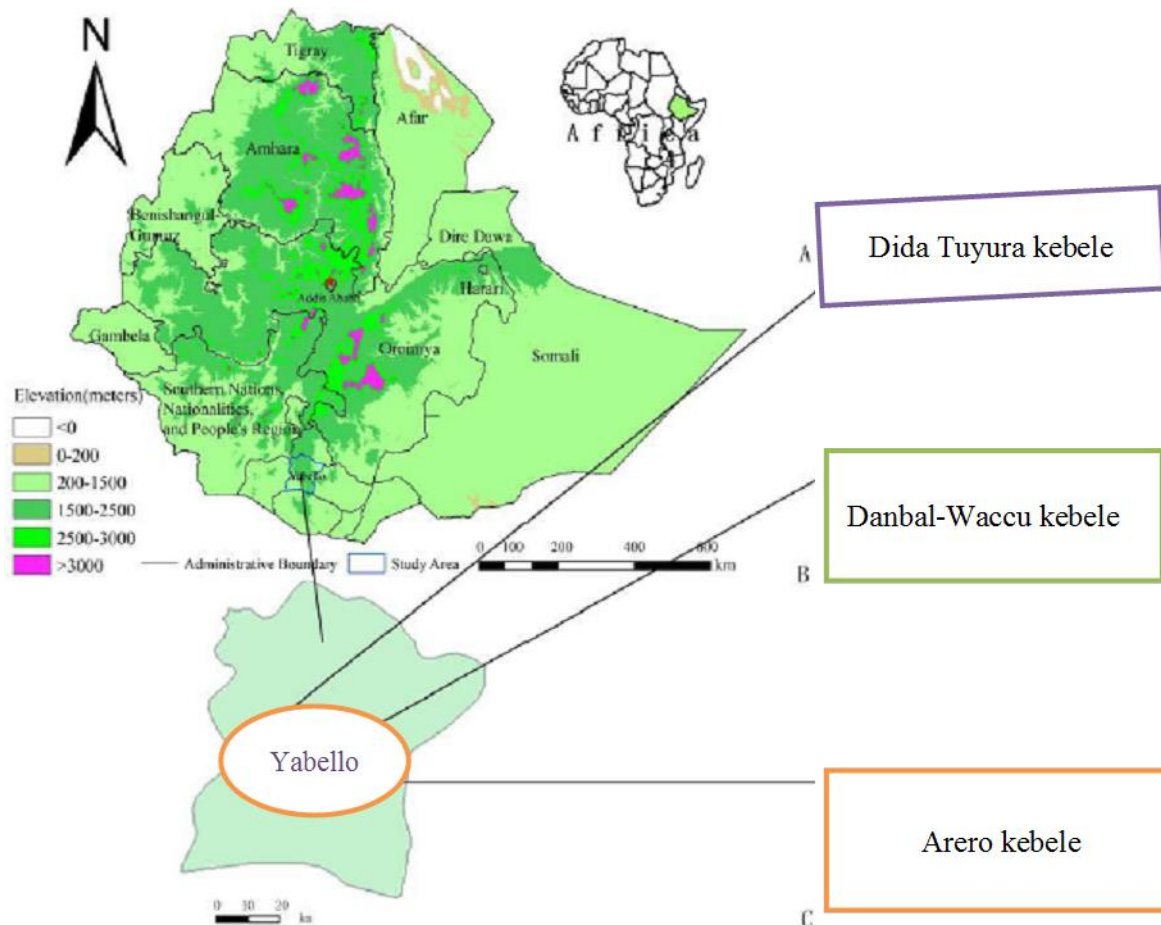 N
Tigray
Afar
Amhara
Africa
Benishangul-
Gumuz
Dire Dawa
Addis Ababa
Harari
Gambela
Oromiya
Somali
Southern Nations,
Nationalities,
and People's Region
Elevation(meters)
<0
0-200
200-1500
1500-2500
2500-3000
>3000
Administrative Boundary
Study Area
0 100 200 400 600
km
A
Dida Tuyura kebele
B
Danbal-Waccu kebele
Yabello
C
Arero kebele
0 10 20
km